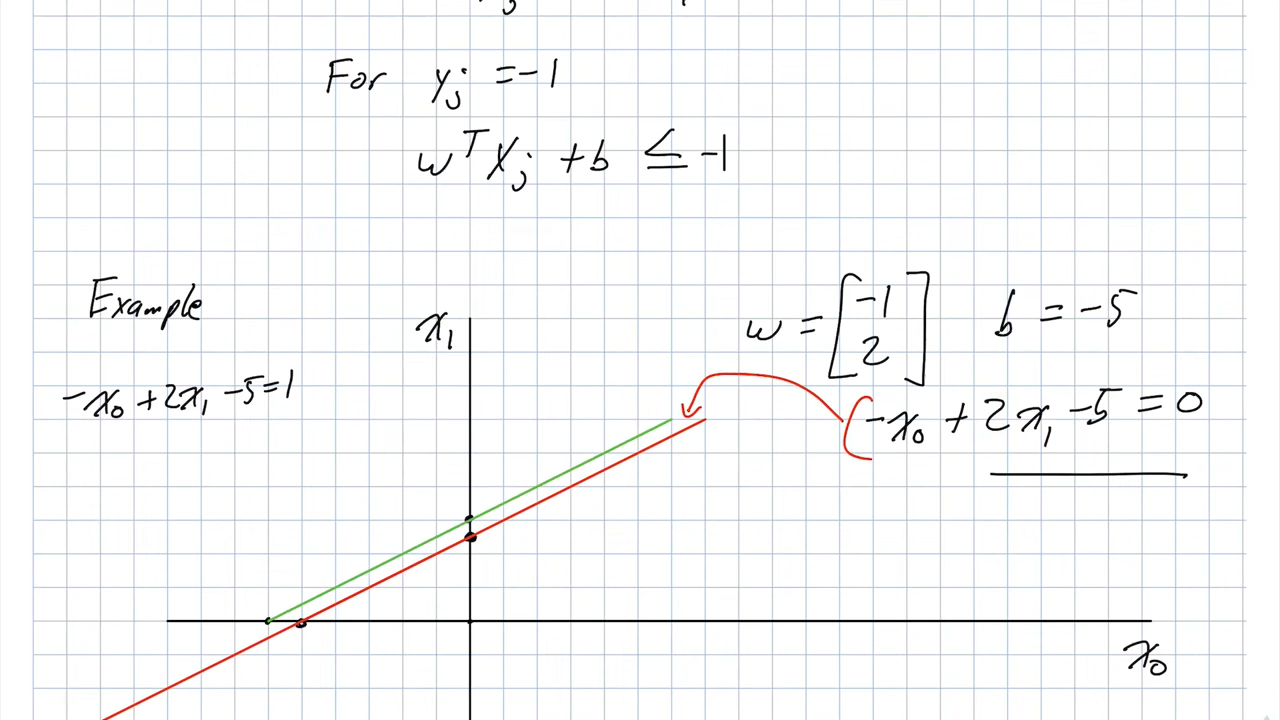 For y_j = -1
w^T x_j + b ≤ -1
Example
w = [-1 2] b = -5
x_1
-x_0 + 2x_1 - 5 = 1
-x_0 + 2x_1 - 5 = 0
x_0